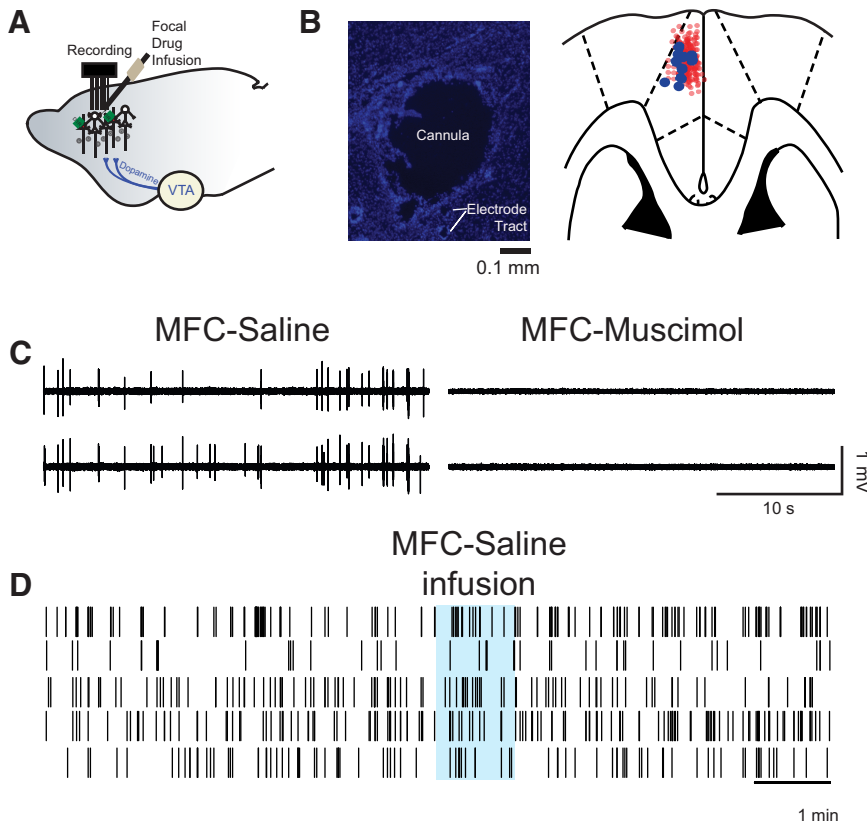 A
Recording
Focal
Drug
Infusion
Dopamine
VTA
B
Cannula
Electrode
Tract
0.1 mm
C
MFC-Saline
MFC-Muscimol
1 mv
10 s
D
MFC-Saline
infusion
1 min